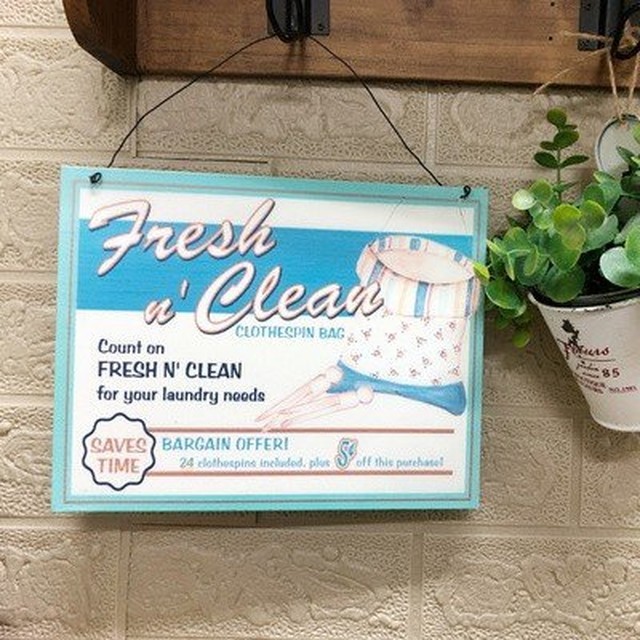 Fresh
n' Clean
CLOTHESPIN BAG
Count on
FRESH N' CLEAN
for your laundry needs
SAVES
TIME
BARGAIN OFFER!
24 clothespins included, plus 5¢ off this purchase!
85